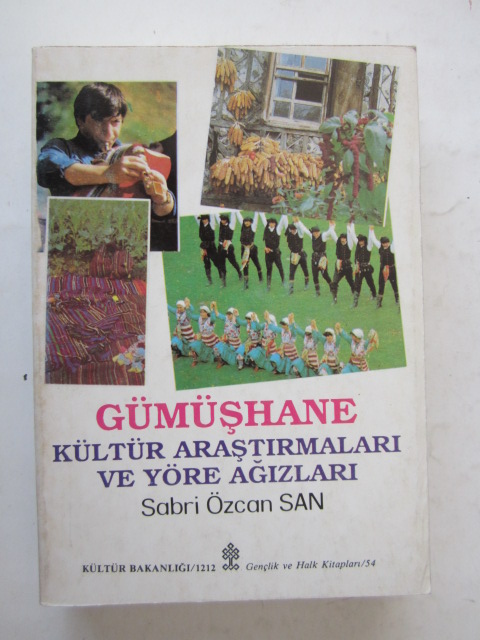 GÜMÜŞHANE
KÜLTÜR ARAŞTIRMALARI
VE YÖRE AĞIZLARI
Sabri Özcan SAN
KÜLTÜR BAKANLIĞI/1212 Gençlik ve Halk Kitapları/54